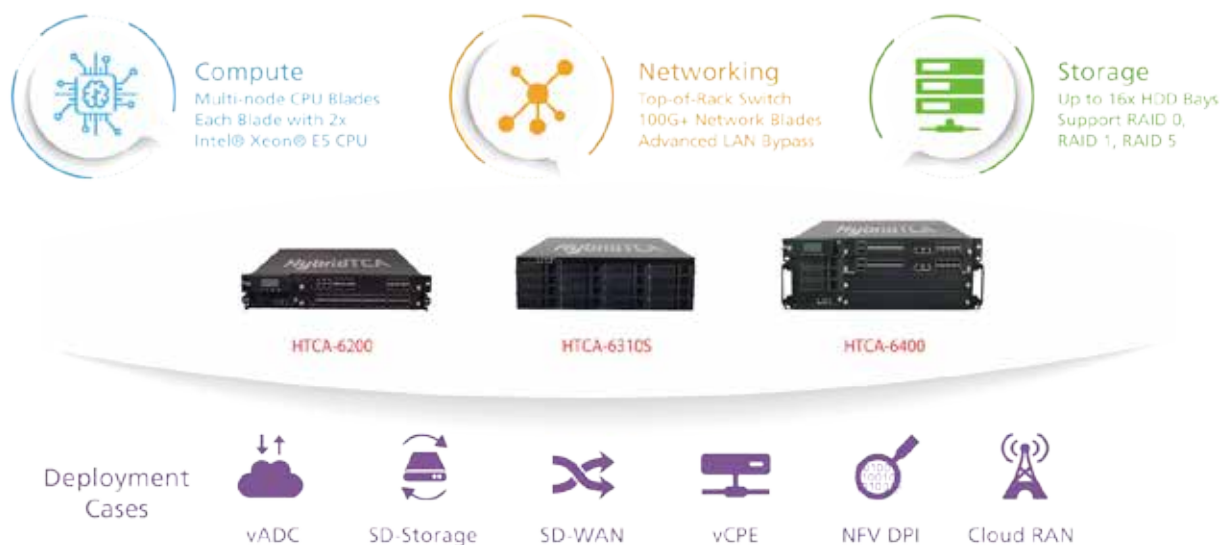 Compute
Multi-node CPU Blades
Each Blade with 2x
Intel® Xeon® E5 CPU
Networking
Top-of-Rack Switch
100G+ Network Blades
Advanced LAN Bypass
Storage
Up to 16x HDD Bays
Support RAID 0,
RAID 1, RAID 5
HybridTCA
HybridTCA
HybridTCA
HTCA-6200
HTCA-6310S
HTCA-6400
Deployment
Cases
vADC
SD-Storage
SD-WAN
vCPE
NFV DPI
Cloud RAN